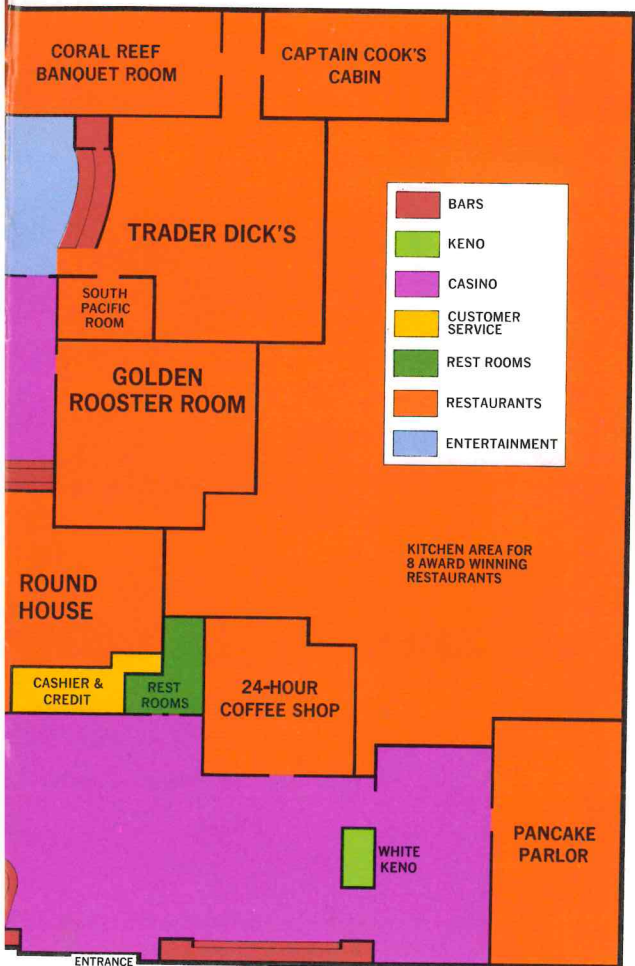 CORAL REEF
BANQUET ROOM
CAPTAIN COOK'S
CABIN
TRADER DICK'S
SOUTH
PACIFIC
ROOM
GOLDEN
ROOSTER ROOM
BARS
KENO
CASINO
CUSTOMER
SERVICE
REST ROOMS
RESTAURANTS
ENTERTAINMENT
KITCHEN AREA FOR
8 AWARD WINNING
RESTAURANTS
ROUND
HOUSE
CASHIER &
CREDIT
REST
ROOMS
24-HOUR
COFFEE SHOP
WHITE
KENO
PANCAKE
PARLOR
ENTRANCE